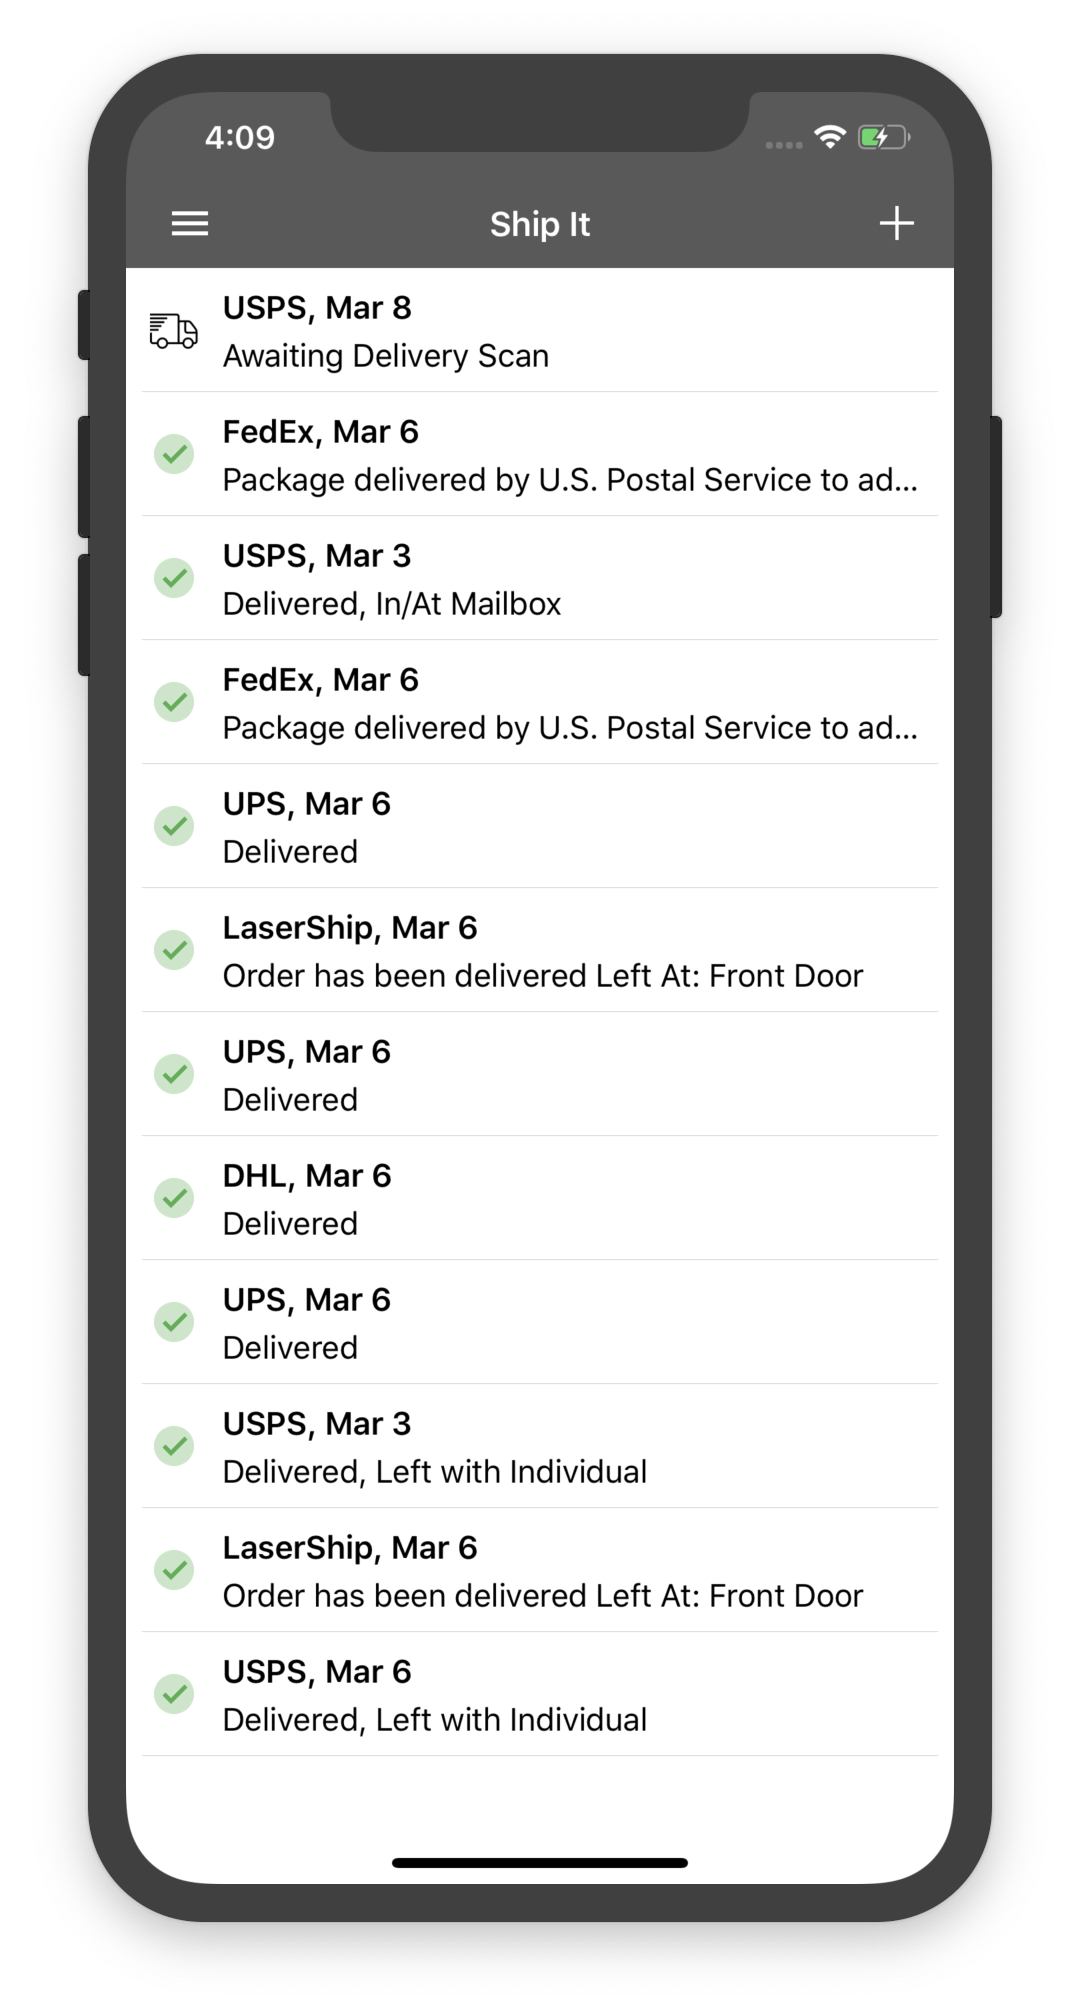 4:09
Ship It
USPS, Mar 8
Awaiting Delivery Scan
FedEx, Mar 6
Package delivered by U.S. Postal Service to ad...
USPS, Mar 3
Delivered, In/At Mailbox
FedEx, Mar 6
Package delivered by U.S. Postal Service to ad...
UPS, Mar 6
Delivered
LaserShip, Mar 6
Order has been delivered Left At: Front Door
UPS, Mar 6
Delivered
DHL, Mar 6
Delivered
UPS, Mar 6
Delivered
USPS, Mar 3
Delivered, Left with Individual
LaserShip, Mar 6
Order has been delivered Left At: Front Door
USPS, Mar 6
Delivered, Left with Individual